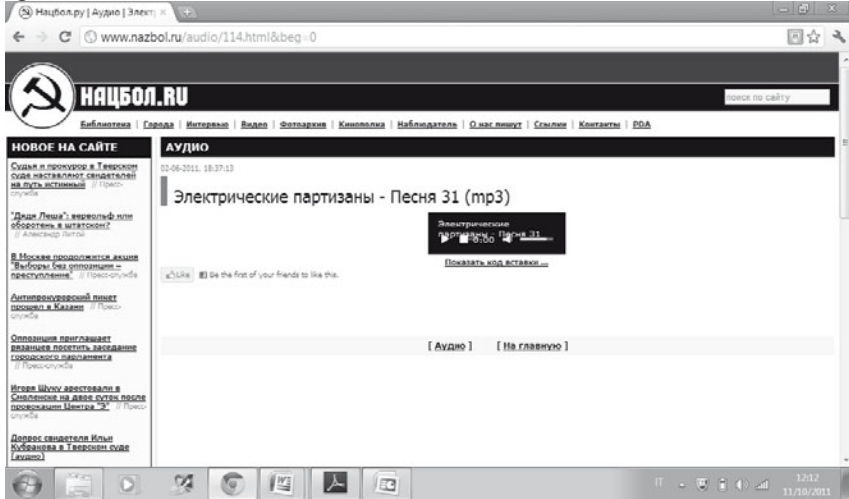 Нацбол.ру | Аудио | Элект
www.nazbol.ru/audio/114.html&beg=0
НАЦБОЛ.RU
поиск по сайту
Библиотека | Города | Интервью | Видео | Фотоархив | Кинополка | Наблюдатель | О нас пишут | Ссылки | Контакты | PDA
НОВОЕ НА САЙТЕ
Судья и прокурор в Тверском
суде наставляют свидетелей
на путь истинный // Пресс-
служба
"Дядя Леша": вервольф или
оборотень в штатском?
// Александр
В Москве продолжится акция
"Выборы без оппозиции –
преступление" // Пресс-служба
Антипрокурорский пикет
прошел в Казани // Пресс-
служба
Оппозиция приглашает
рязанцев посетить заседание
городского парламента
// Пресс-служба
Игоря Щуку арестовали в
Смоленске на двое суток после
провокации Центра "Э" // Пресс-
служба
Допрос свидетеля Ильи
Кубракова в Тверском суде
(аудио)
АУДИО
02-06-2011, 18:37:13
Электрические партизаны - Песня 31 (mp3)
Электрические
партизаны - Песня 31
0:00
Показать код вставки ...
Like Be the first of your friends to like this.
[ Аудио ] [ На главную ]
IT
12:12
11/10/2011